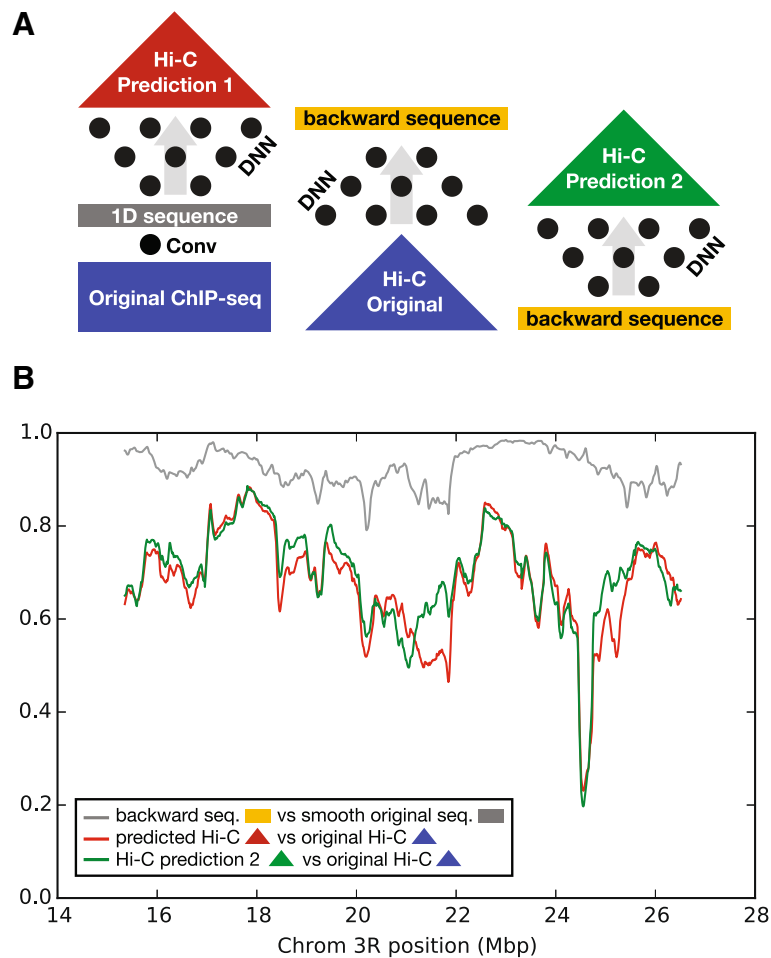 A
Hi-C
Prediction 1
DNN
1D sequence
Conv
Original ChIP-seq
backward sequence
DNN
Hi-C
Original
Hi-C
Prediction 2
DNN
backward sequence
B
1.0
0.8
0.6
0.4
0.2
0.0
backward seq. vs smooth original seq.
predicted Hi-C vs original Hi-C
Hi-C prediction 2 vs original Hi-C
14 16 18 20 22 24 26 28
Chrom 3R position (Mbp)